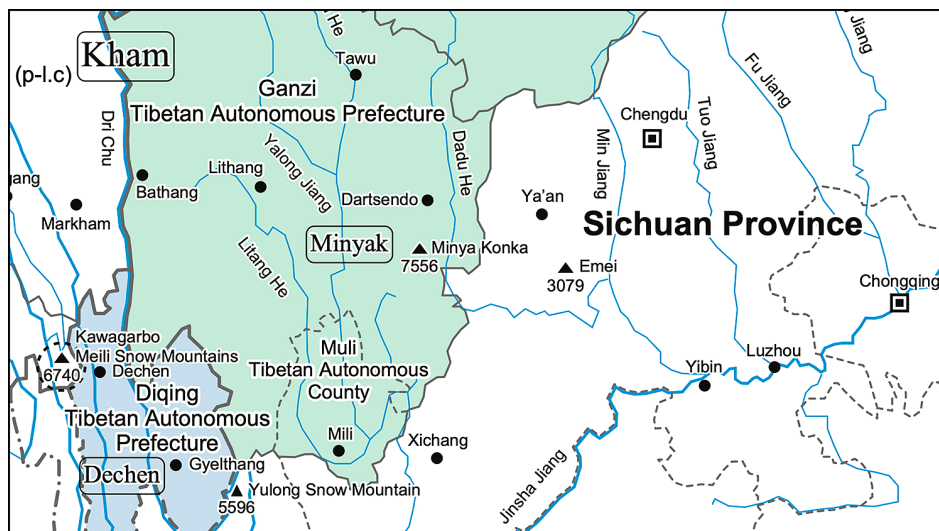 Kham
(p-l.c)
He
Tawu
Ganzi
Tibetan Autonomous Prefecture
Dri Chu
Yalong Jiang
Dadu He
Min Jiang
Chengdu
Tuo Jiang
Fu Jiang
Jiang
Jiang
gang
Markham
Bathang
Lithang
Dartsendo
Ya'an
Sichuan Province
Minyak
Minya Konka
7556
Litang He
Emei
3079
Chongqing
Kawagarbo
Meili Snow Mountains
6740
Dechen
Muli
Tibetan Autonomous
County
Diqing
Tibetan Autonomous
Prefecture
Yibin
Luzhou
Mili
Xichang
Gyelthang
Dechen
Yulong Snow Mountain
5596
Jinsha Jiang